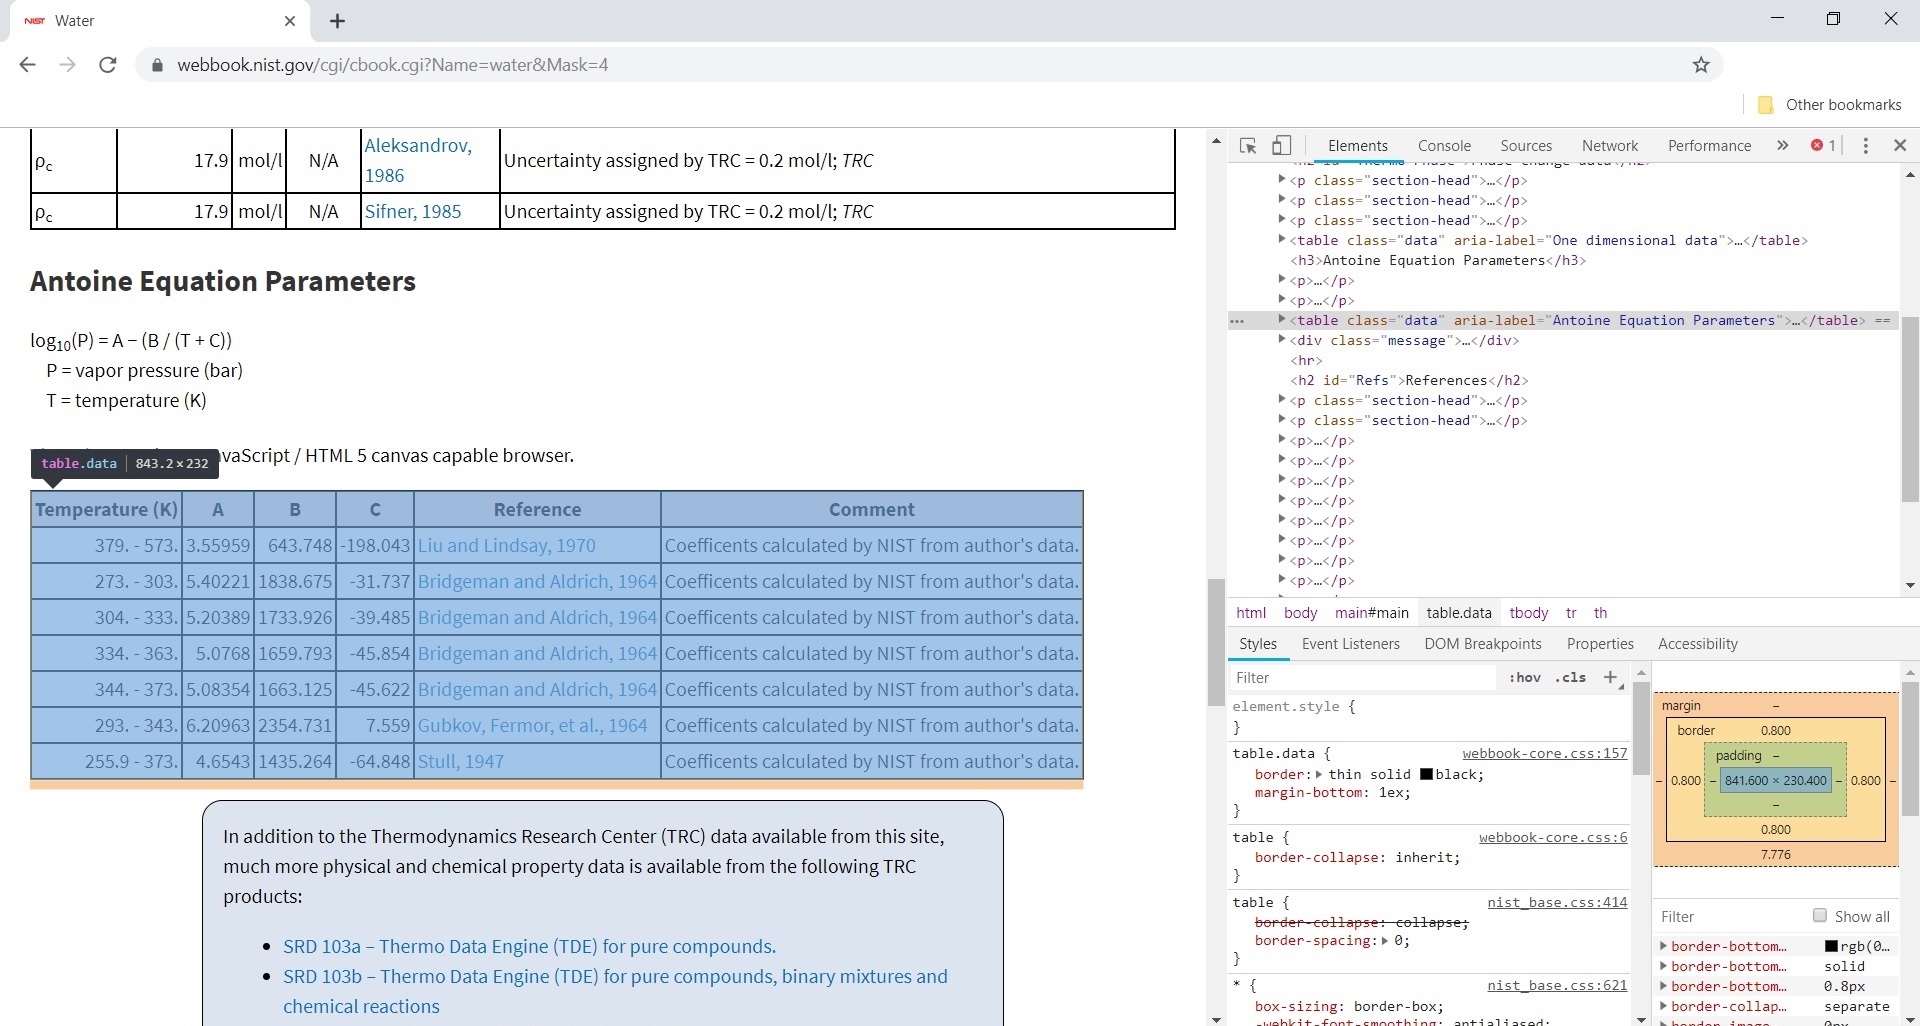 NIST Water
webbook.nist.gov/cgi/cbook.cgi?Name=water&Mask=4
Other bookmarks
ρc 17.9 mol/l N/A Aleksandrov, 1986 Uncertainty assigned by TRC = 0.2 mol/l; TRC
ρc 17.9 mol/l N/A Sifner, 1985 Uncertainty assigned by TRC = 0.2 mol/l; TRC
Antoine Equation Parameters
log10(P) = A − (B / (T + C))
P = vapor pressure (bar)
T = temperature (K)
vaScript / HTML 5 canvas capable browser.
table.data 843.2 × 232
Temperature (K) A B C Reference Comment
379. - 573. 3.55959 643.748 -198.043 Liu and Lindsay, 1970 Coefficents calculated by NIST from author's data.
273. - 303. 5.40221 1838.675 -31.737 Bridgeman and Aldrich, 1964 Coefficents calculated by NIST from author's data.
304. - 333. 5.20389 1733.926 -39.485 Bridgeman and Aldrich, 1964 Coefficents calculated by NIST from author's data.
334. - 363. 5.0768 1659.793 -45.854 Bridgeman and Aldrich, 1964 Coefficents calculated by NIST from author's data.
344. - 373. 5.08354 1663.125 -45.622 Bridgeman and Aldrich, 1964 Coefficents calculated by NIST from author's data.
293. - 343. 6.20963 2354.731 7.559 Gubkov, Fermor, et al., 1964 Coefficents calculated by NIST from author's data.
255.9 - 373. 4.6543 1435.264 -64.848 Stull, 1947 Coefficents calculated by NIST from author's data.
In addition to the Thermodynamics Research Center (TRC) data available from this site,
much more physical and chemical property data is available from the following TRC
products:
• SRD 103a – Thermo Data Engine (TDE) for pure compounds.
• SRD 103b – Thermo Data Engine (TDE) for pure compounds, binary mixtures and
chemical reactions
Elements Console Sources Network Performance » 1
<p class="section-head">…</p>
<p class="section-head">…</p>
<p class="section-head">…</p>
<table class="data" aria-label="One dimensional data">…</table>
<h3>Antoine Equation Parameters</h3>
<p>…</p>
<p>…</p>
<table class="data" aria-label="Antoine Equation Parameters">…</table> ==
<div class="message">…</div>
<hr>
<h2 id="Refs">References</h2>
<p class="section-head">…</p>
<p class="section-head">…</p>
<p>…</p>
<p>…</p>
<p>…</p>
<p>…</p>
<p>…</p>
<p>…</p>
<p>…</p>
<p>…</p>
html body main#main table.data tbody tr th
Styles Event Listeners DOM Breakpoints Properties Accessibility
Filter :hov .cls +
element.style {
}
table.data { webbook-core.css:157
border: thin solid black;
margin-bottom: 1ex;
}
table { webbook-core.css:6
border-collapse: inherit;
}
table { nist_base.css:414
border-collapse: collapse;
border-spacing: 0;
}
* { nist_base.css:621
box-sizing: border-box;
-webkit-font-smoothing: antialiased;
margin –
border 0.800
padding –
– 0.800 – 841.600 × 230.400 – 0.800 –
–
0.800
7.776
Filter Show all
border-bottom… rgb(0…
border-bottom… solid
border-bottom… 0.8px
border-collap… separate